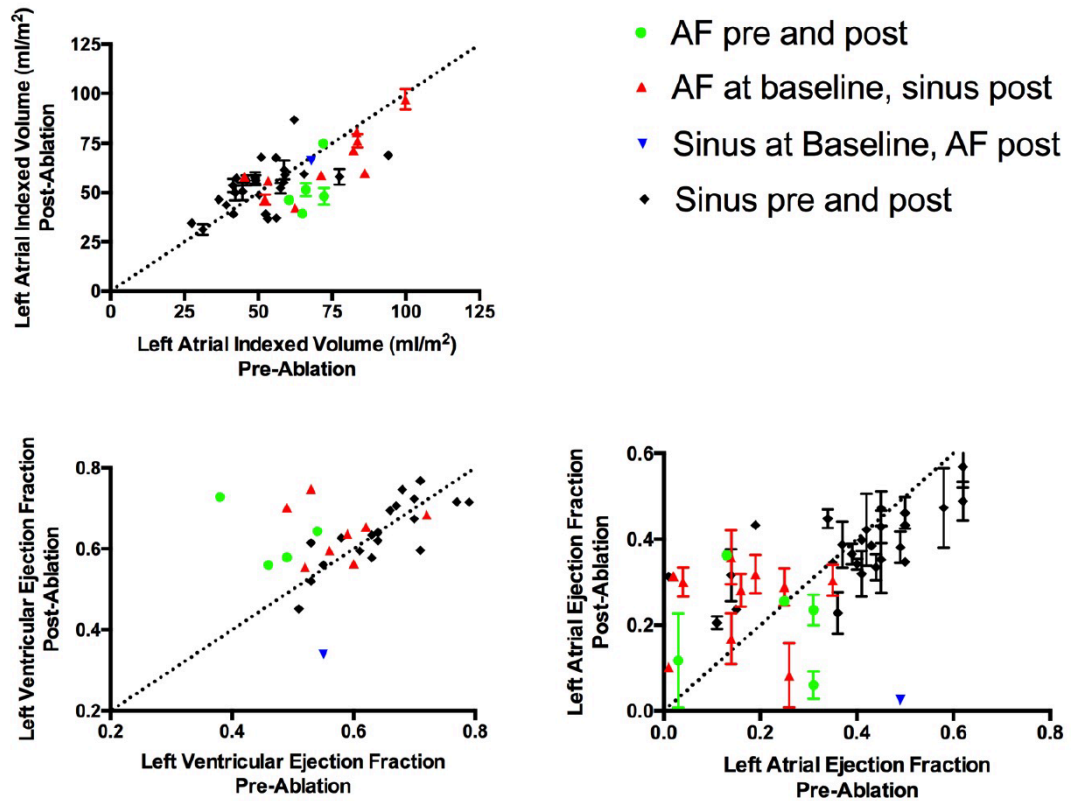 Left Atrial Indexed Volume (ml/m²)
Post-Ablation
125
100
75
50
25
0
0 25 50 75 100 125
Left Atrial Indexed Volume (ml/m²)
Pre-Ablation
AF pre and post
AF at baseline, sinus post
Sinus at Baseline, AF post
Sinus pre and post
Left Ventricular Ejection Fraction
Post-Ablation
0.8
0.6
0.4
0.2
0.2 0.4 0.6 0.8
Left Ventricular Ejection Fraction
Pre-Ablation
Left Atrial Ejection Fraction
Post-Ablation
0.6
0.4
0.2
0.0
0.0 0.2 0.4 0.6 0.8
Left Atrial Ejection Fraction
Pre-Ablation